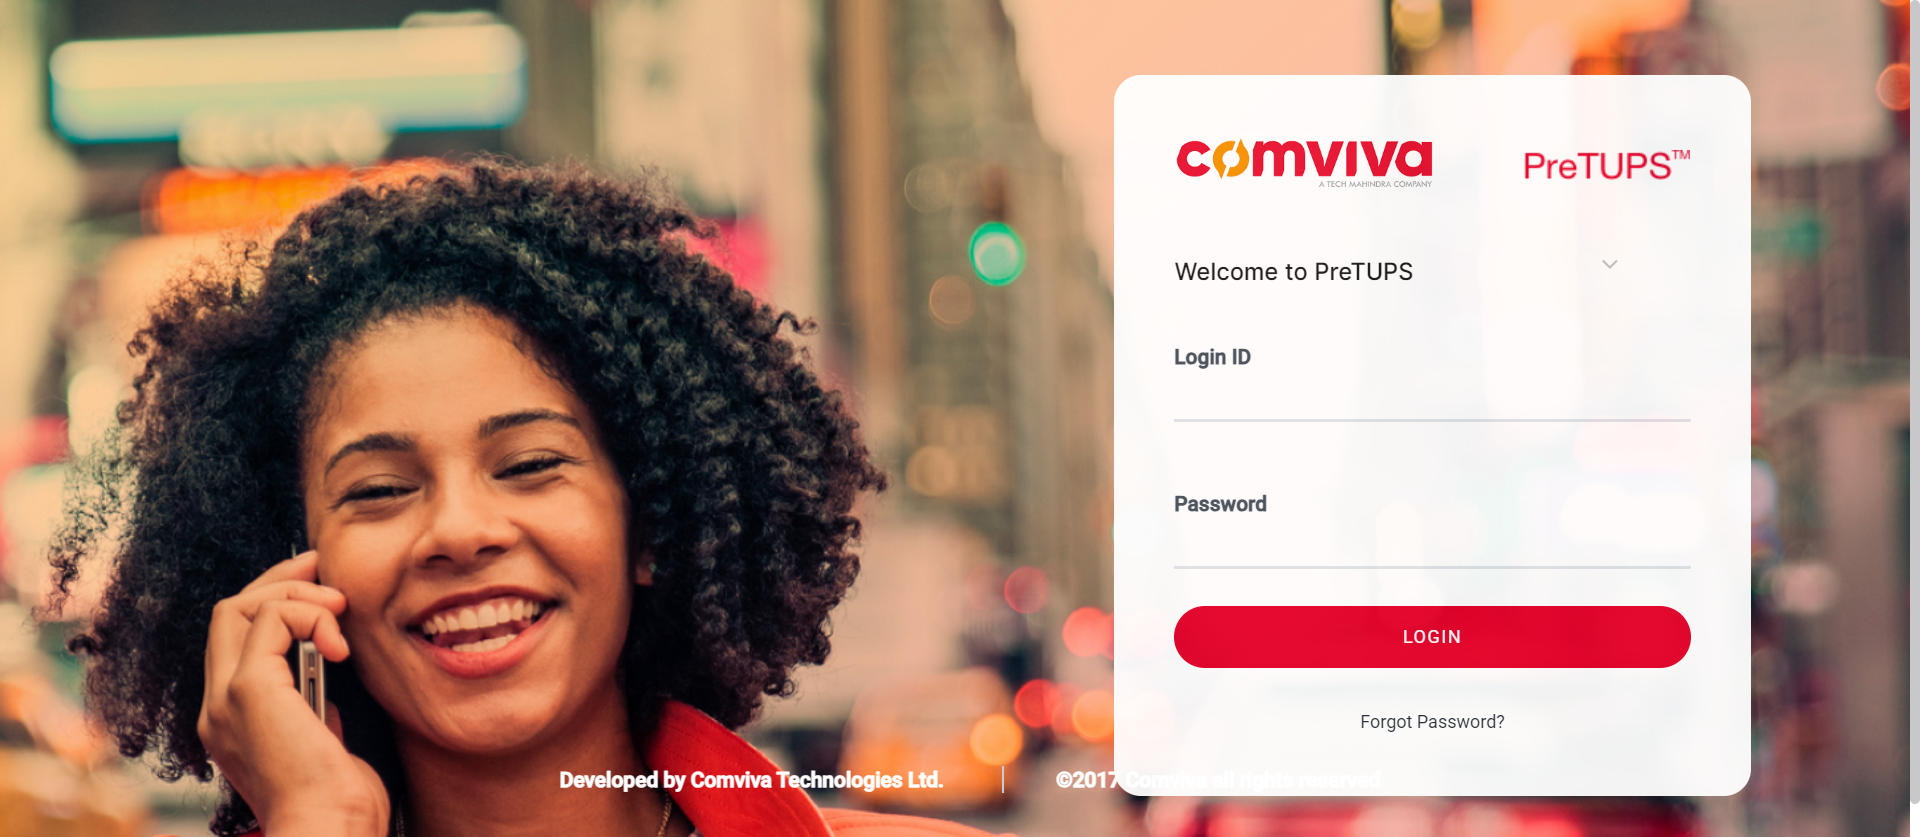 comviva
A TECH MAHINDRA COMPANY
PreTUPS™
Welcome to PreTUPS
Login ID
Password
LOGIN
Forgot Password?
Developed by Comviva Technologies Ltd.
©2017 Comviva all rights reserved